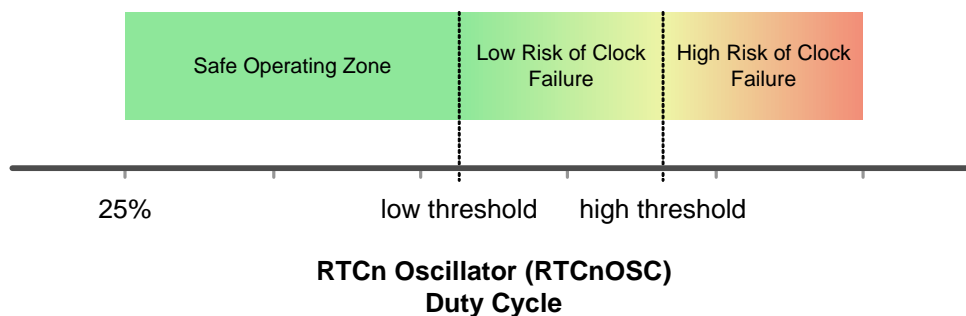 Safe Operating Zone
Low Risk of Clock
Failure
High Risk of Clock
Failure
25%
low threshold
high threshold
RTCn Oscillator (RTCnOSC)
Duty Cycle